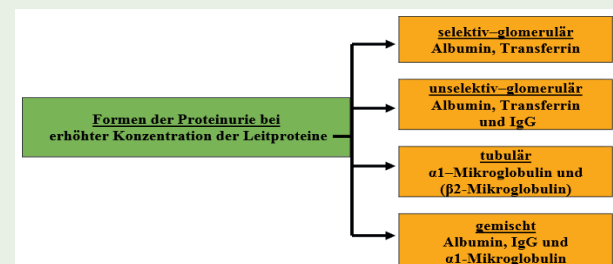 Formen der Proteinurie bei
erhöhter Konzentration der Leitproteine
selektiv–glomerulär
Albumin, Transferrin
unselektiv–glomerulär
Albumin, Transferrin
und IgG
tubulär
α1–Mikroglobulin und
(β2-Mikroglobulin)
gemischt
Albumin, IgG und
α1-Mikroglobulin